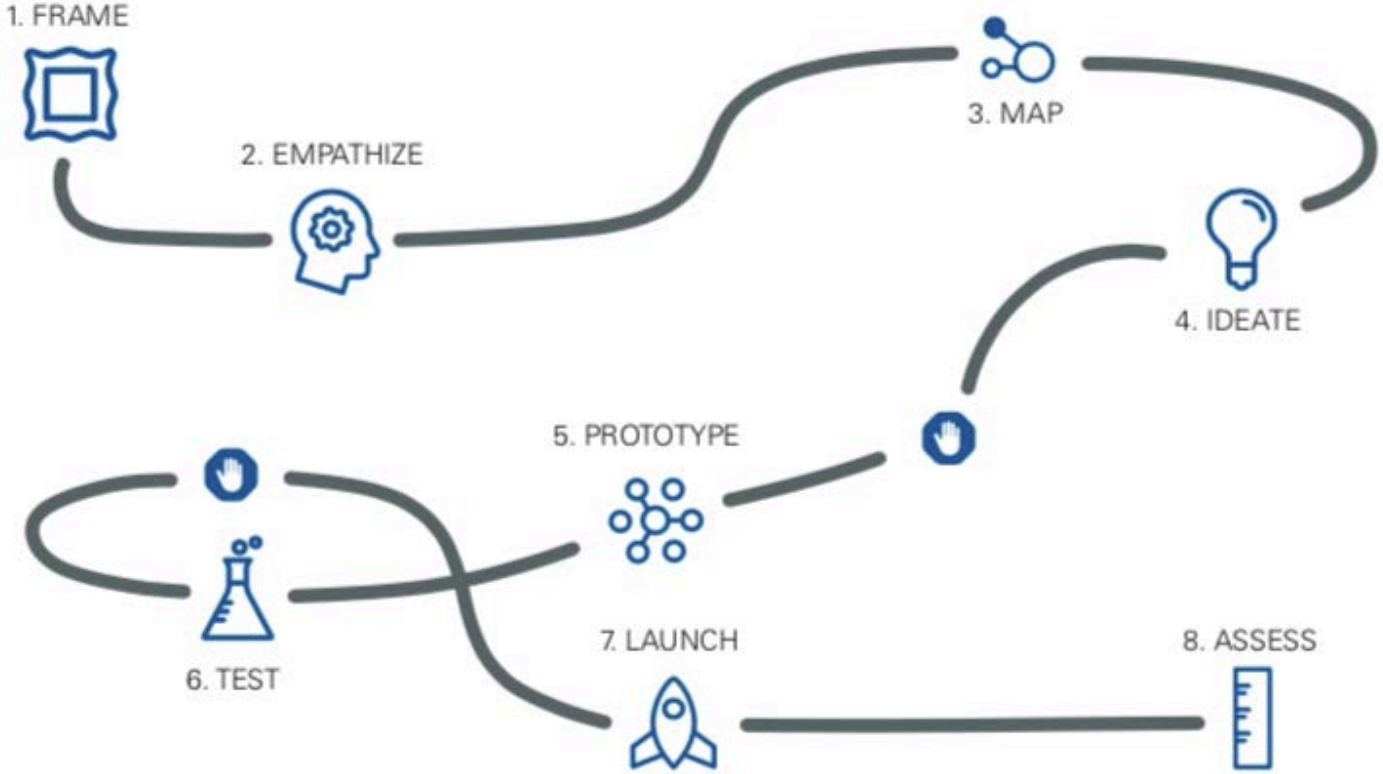 1. FRAME
2. EMPATHIZE
3. MAP
4. IDEATE
5. PROTOTYPE
6. TEST
7. LAUNCH
8. ASSESS